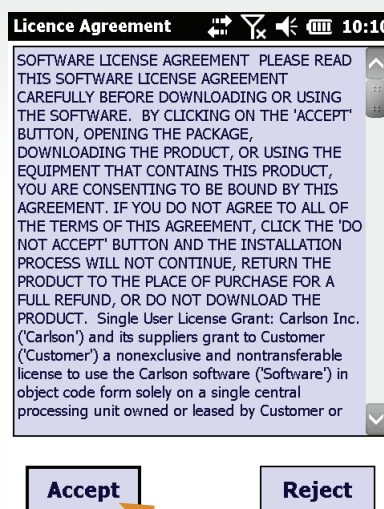 Licence Agreement 10:10
SOFTWARE LICENSE AGREEMENT PLEASE READ
THIS SOFTWARE LICENSE AGREEMENT
CAREFULLY BEFORE DOWNLOADING OR USING
THE SOFTWARE. BY CLICKING ON THE 'ACCEPT'
BUTTON, OPENING THE PACKAGE,
DOWNLOADING THE PRODUCT, OR USING THE
EQUIPMENT THAT CONTAINS THIS PRODUCT,
YOU ARE CONSENTING TO BE BOUND BY THIS
AGREEMENT. IF YOU DO NOT AGREE TO ALL OF
THE TERMS OF THIS AGREEMENT, CLICK THE 'DO
NOT ACCEPT' BUTTON AND THE INSTALLATION
PROCESS WILL NOT CONTINUE, RETURN THE
PRODUCT TO THE PLACE OF PURCHASE FOR A
FULL REFUND, OR DO NOT DOWNLOAD THE
PRODUCT. Single User License Grant: Carlson Inc.
('Carlson') and its suppliers grant to Customer
('Customer') a nonexclusive and nontransferable
license to use the Carlson software ('Software') in
object code form solely on a single central
processing unit owned or leased by Customer or
Accept Reject